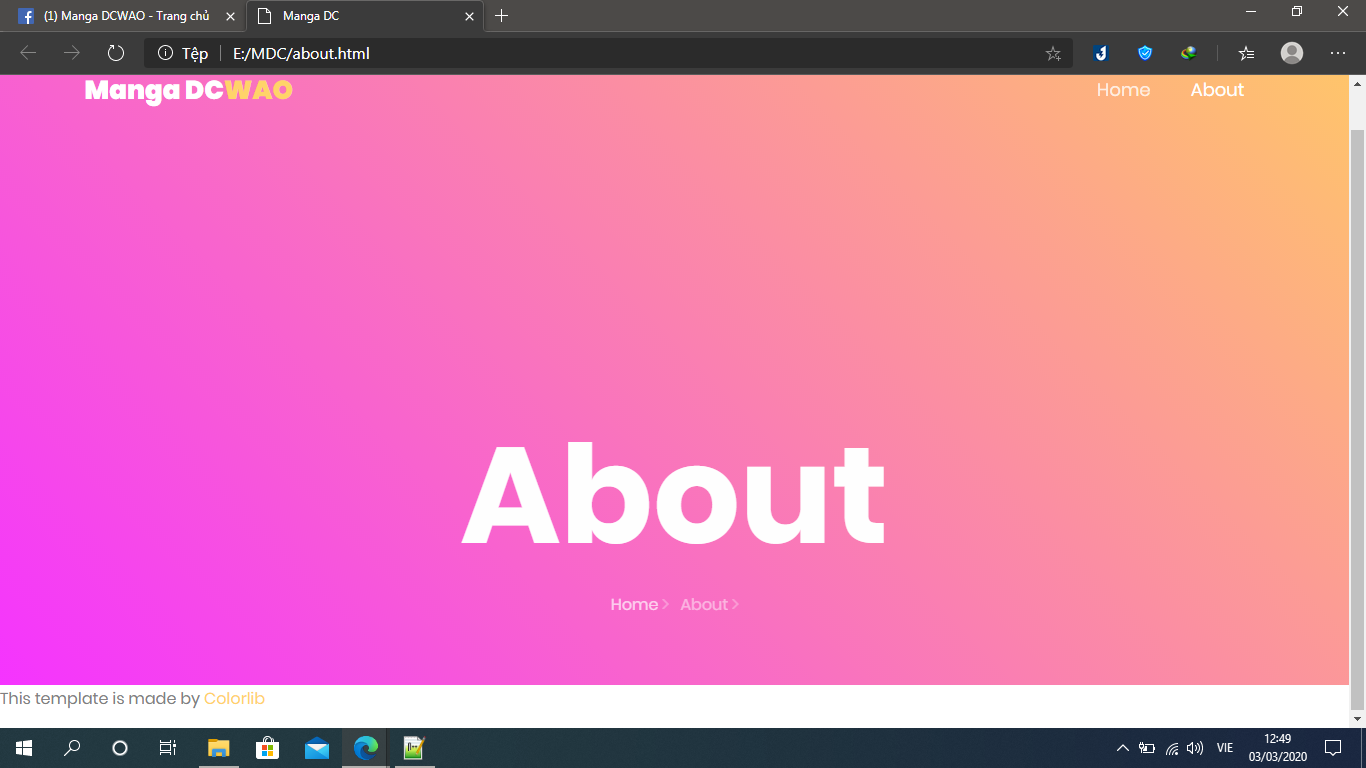 (1) Manga DCWAO - Trang chủ
Manga DC
Tệp
E:/MDC/about.html
Manga DCWAO
Home
About
About
Home
About
This template is made by Colorlib
VIE
12:49
03/03/2020